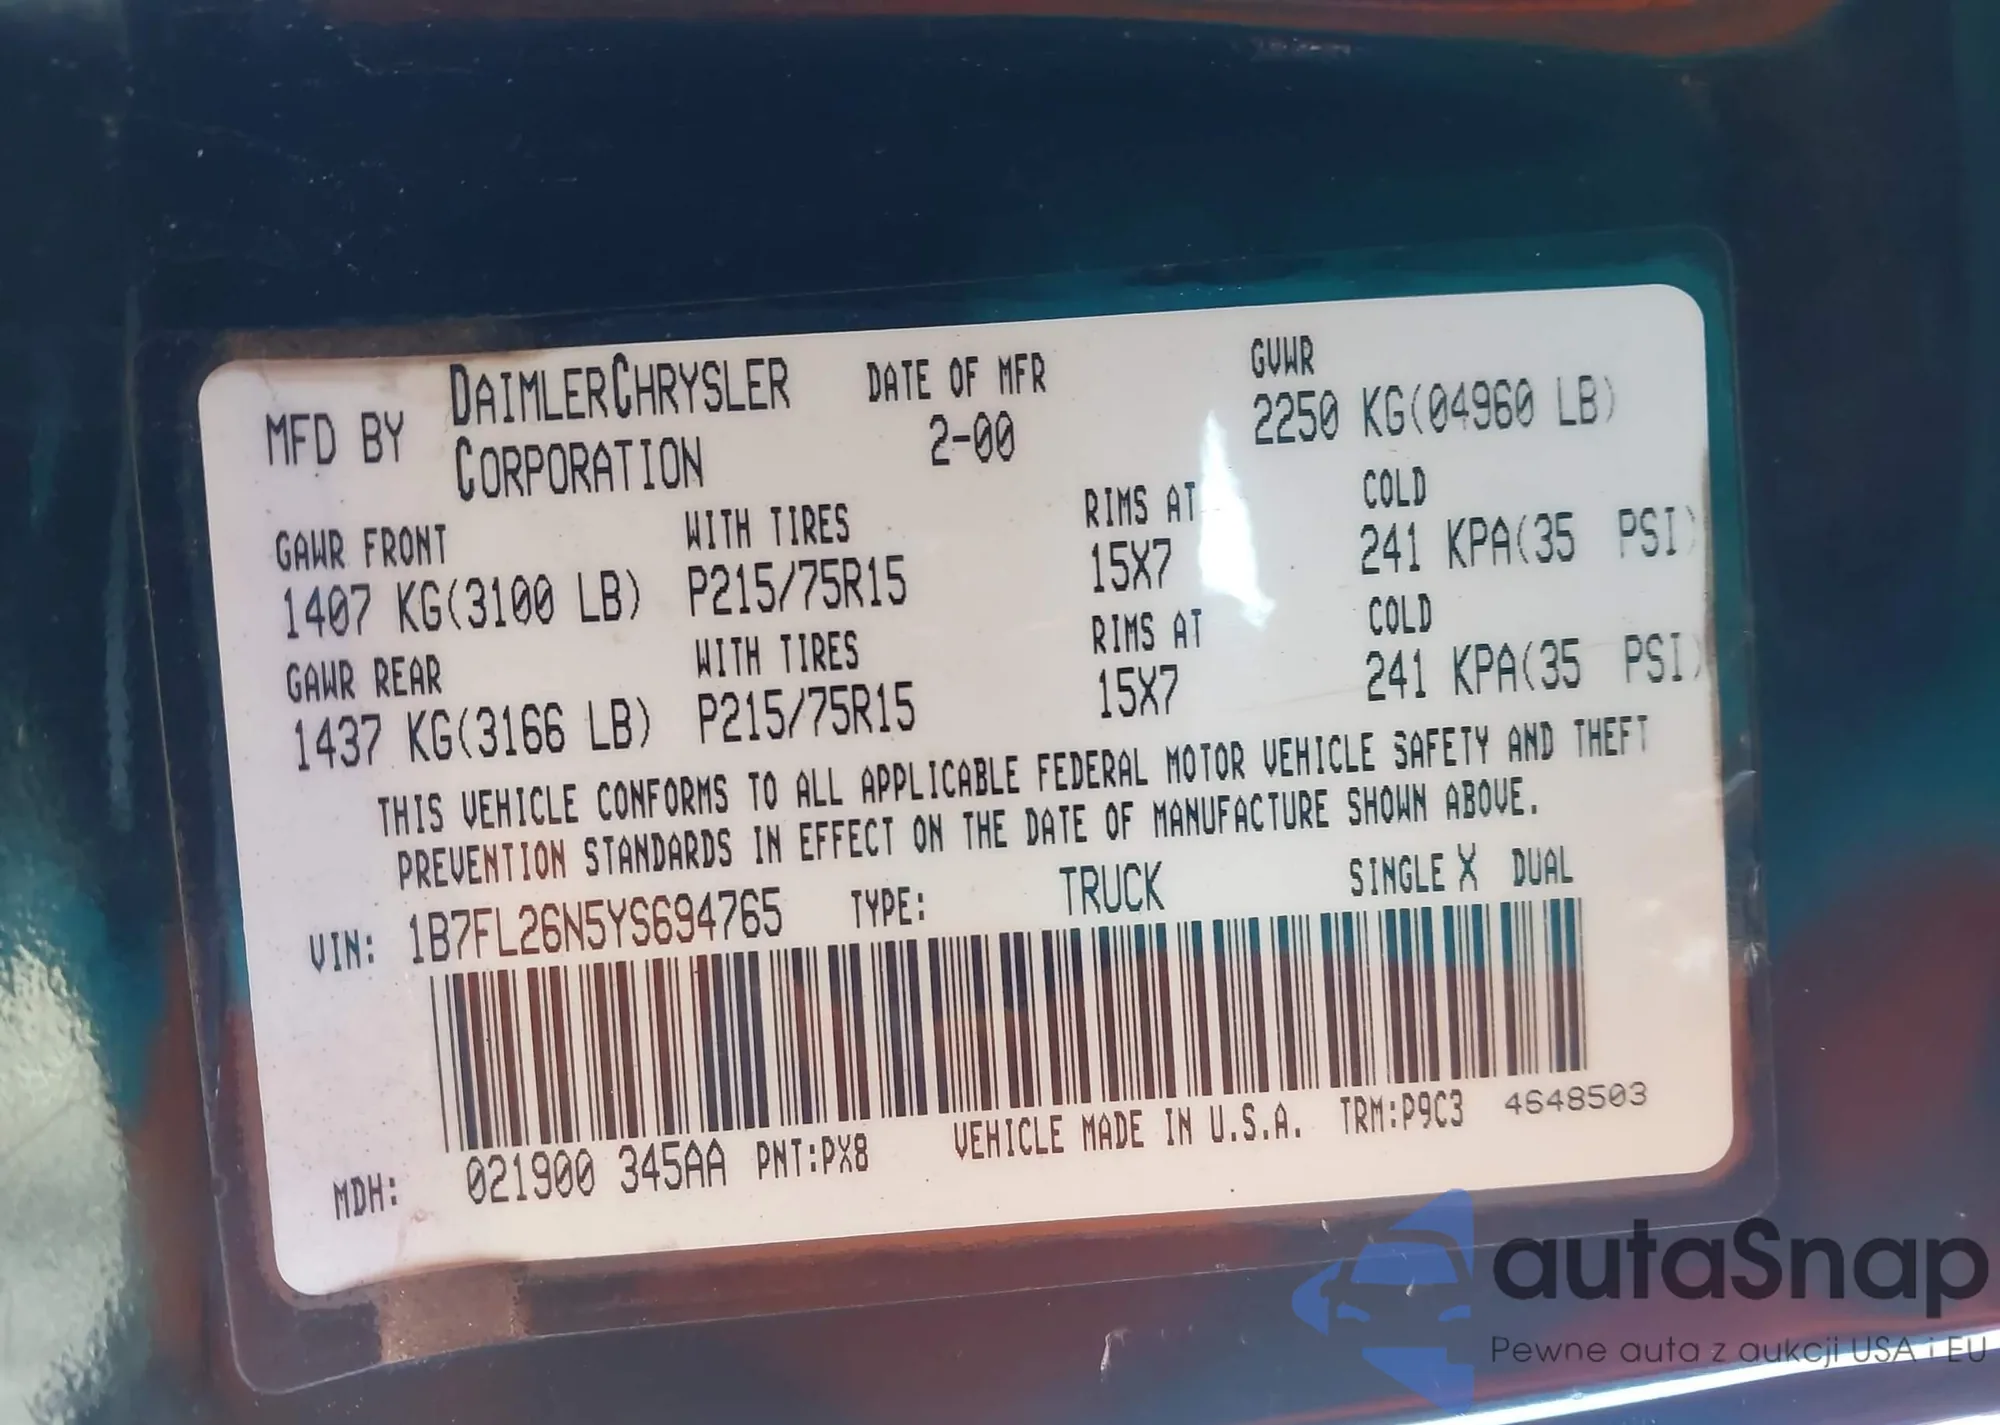 MFD BY DAIMLERCHRYSLER CORPORATION
DATE OF MFR
2-00
GVWR
2250 KG(04960 LB)
GAWR FRONT WITH TIRES RIMS AT COLD
1407 KG(3100 LB) P215/75R15 15X7 241 KPA(35 PSI)
GAWR REAR WITH TIRES RIMS AT COLD
1437 KG(3166 LB) P215/75R15 15X7 241 KPA(35 PSI)
THIS VEHICLE CONFORMS TO ALL APPLICABLE FEDERAL MOTOR VEHICLE SAFETY AND THEFT
PREVENTION STANDARDS IN EFFECT ON THE DATE OF MANUFACTURE SHOWN ABOVE.
VIN: 1B7FL26N5YS694765 TYPE: TRUCK SINGLE X DUAL
MDH: 021900 345AA PNT:PX8 VEHICLE MADE IN U.S.A. TRM:P9C3 4648503
autaSnap
Pewne auta z aukcji USA i EU